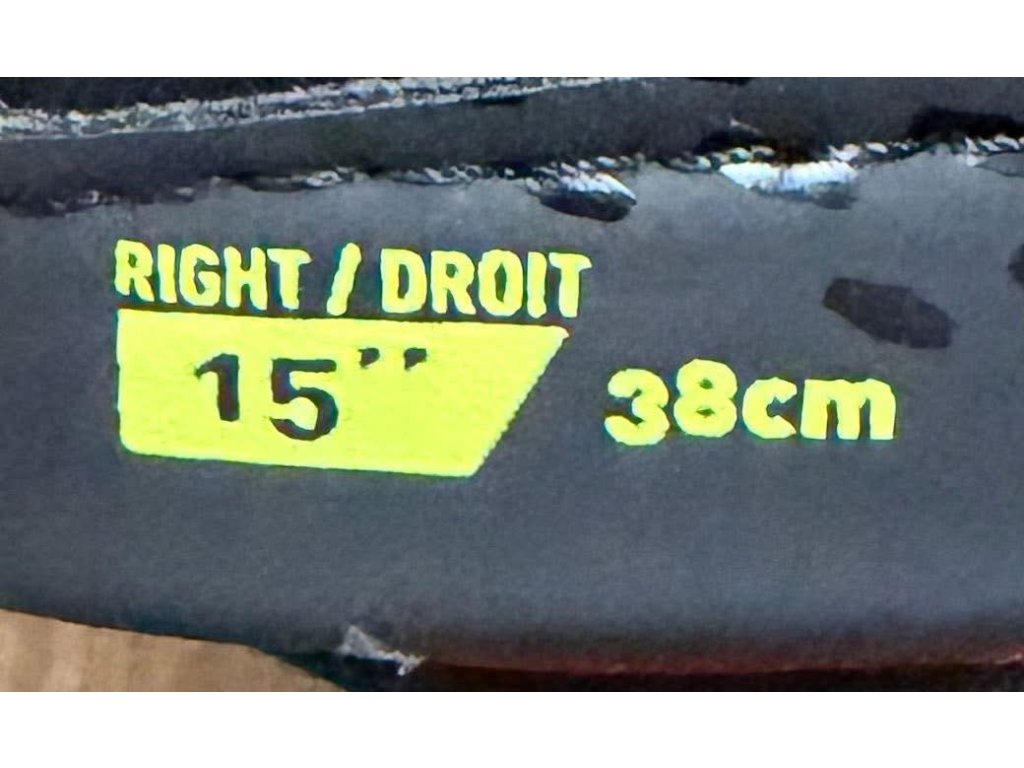 RIGHT / DROIT
15" 38cm